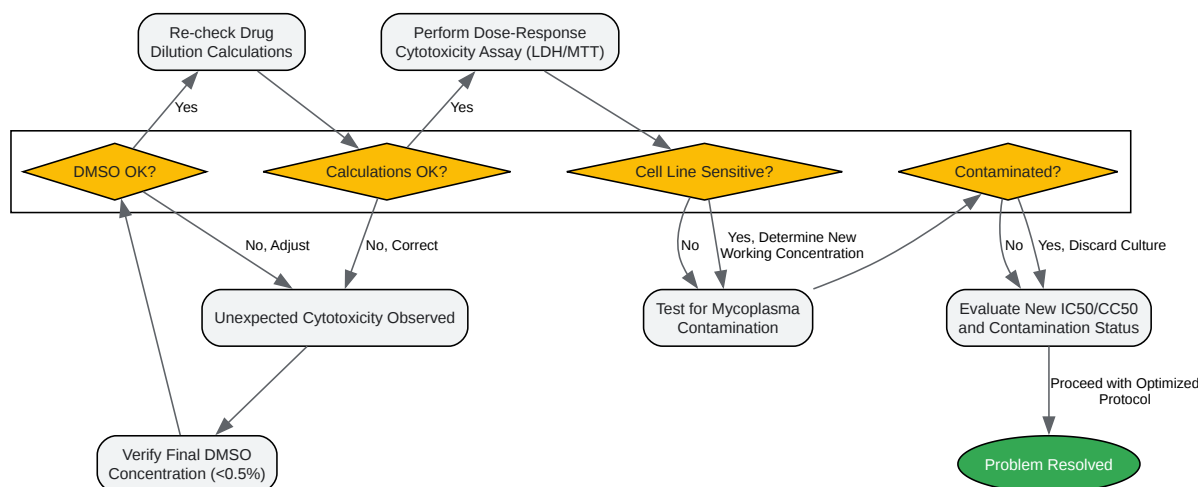 Re-check Drug
Dilution Calculations
Perform Dose-Response
Cytotoxicity Assay (LDH/MTT)
Yes
Yes
DMSO OK?
Calculations OK?
Cell Line Sensitive?
Contaminated?
No, Adjust
No, Correct
No
Yes, Determine New
Working Concentration
No
Yes, Discard Culture
Unexpected Cytotoxicity Observed
Test for Mycoplasma
Contamination
Evaluate New IC50/CC50
and Contamination Status
Proceed with Optimized
Protocol
Verify Final DMSO
Concentration (<0.5%)
Problem Resolved